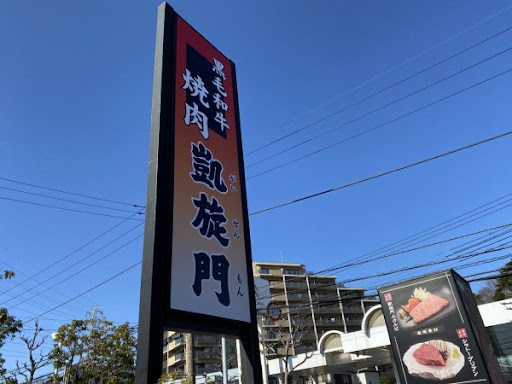 黒毛和牛
焼肉
凱旋門
がい
せん
もん
シャトーブリアン